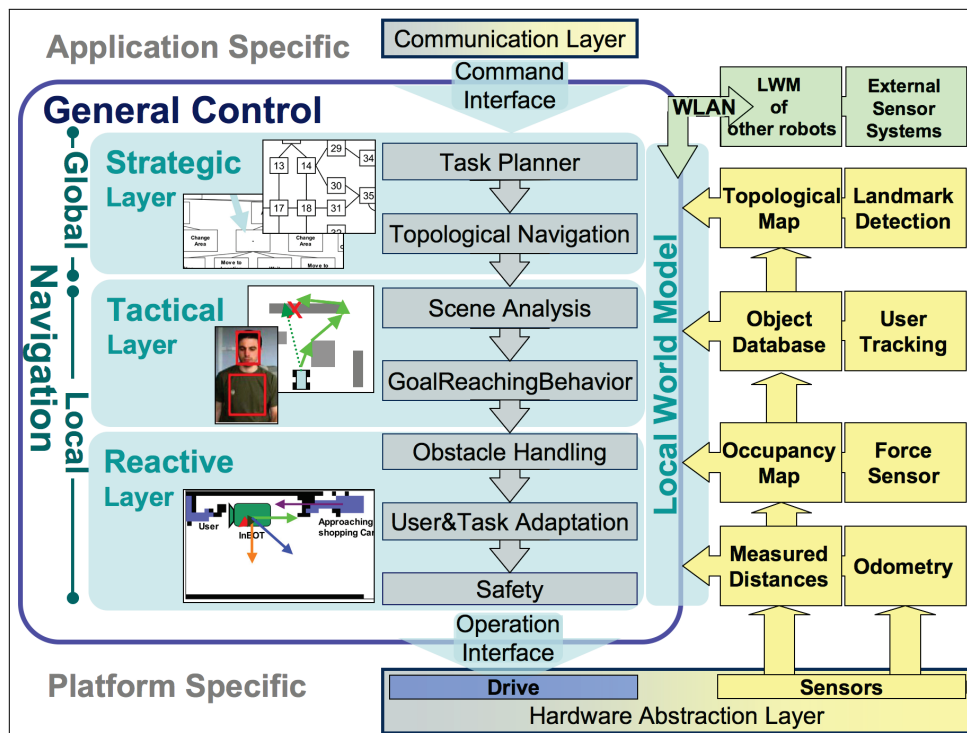 Application Specific
Communication Layer
Command
Interface
General Control
WLAN
LWM
of
other robots
External
Sensor
Systems
Navigation
Global
Local
Strategic
Layer
13
14
29
34
30
35
17
18
31
Change
Area
-
Change
Area
Move to
Move to
Task Planner
Topological Navigation
Tactical
Layer
X
Scene Analysis
GoalReachingBehavior
Reactive
Layer
User
InBOT
Approaching
shopping Car
Obstacle Handling
User&Task Adaptation
Safety
Local World Model
Topological
Map
Landmark
Detection
Object
Database
User
Tracking
Occupancy
Map
Force
Sensor
Measured
Distances
Odometry
Operation
Interface
Platform Specific
Drive
Sensors
Hardware Abstraction Layer